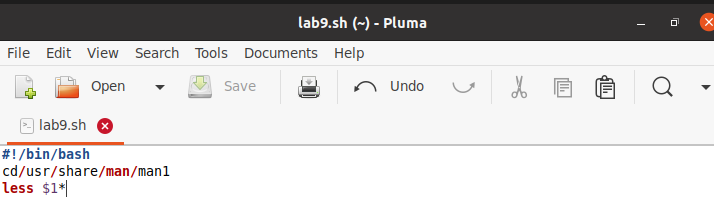 lab9.sh (~) - Pluma
File Edit View Search Tools Documents Help
Open Save Undo
lab9.sh
#!/bin/bash
cd/usr/share/man/man1
less $1*